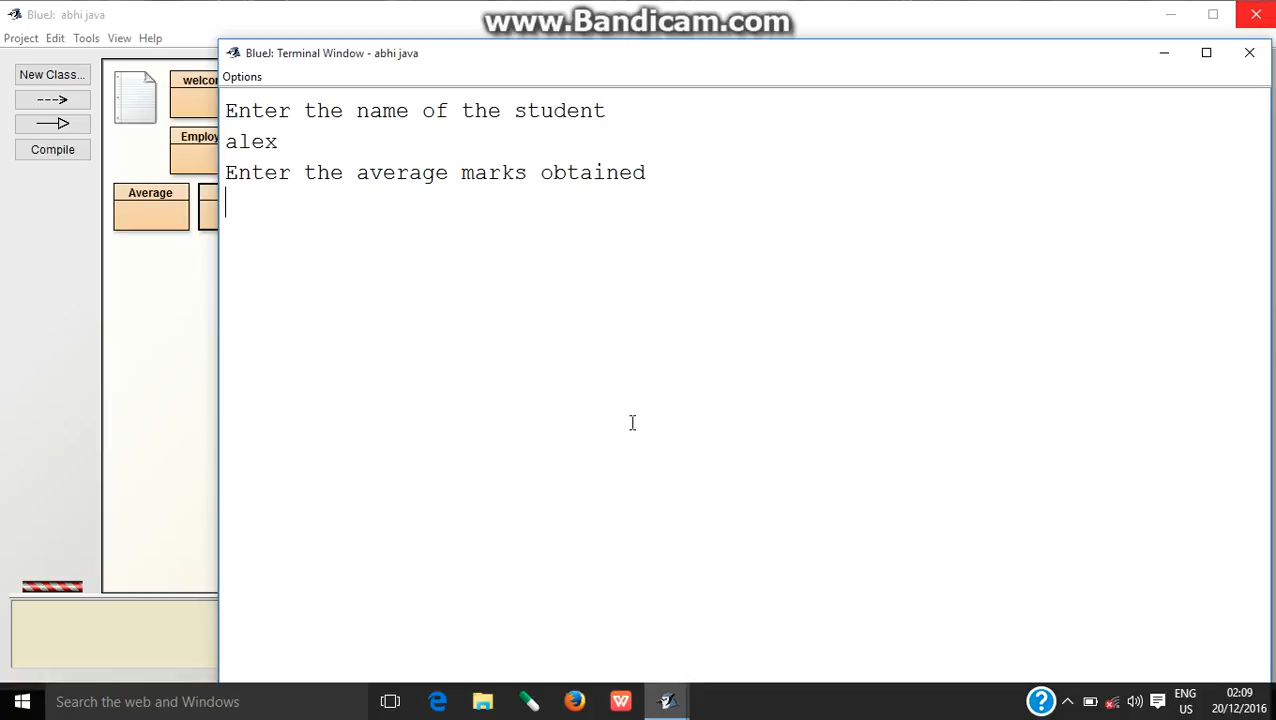 BlueJ: abhi java
www.Bandicam.com
Project Edit Tools View Help
BlueJ: Terminal Window - abhi java
Options
New Class...
Compile
Average
Enter the name of the student
alex
Enter the average marks obtained
Search the web and Windows
W
?
ENG
US
02:09
20/12/2016